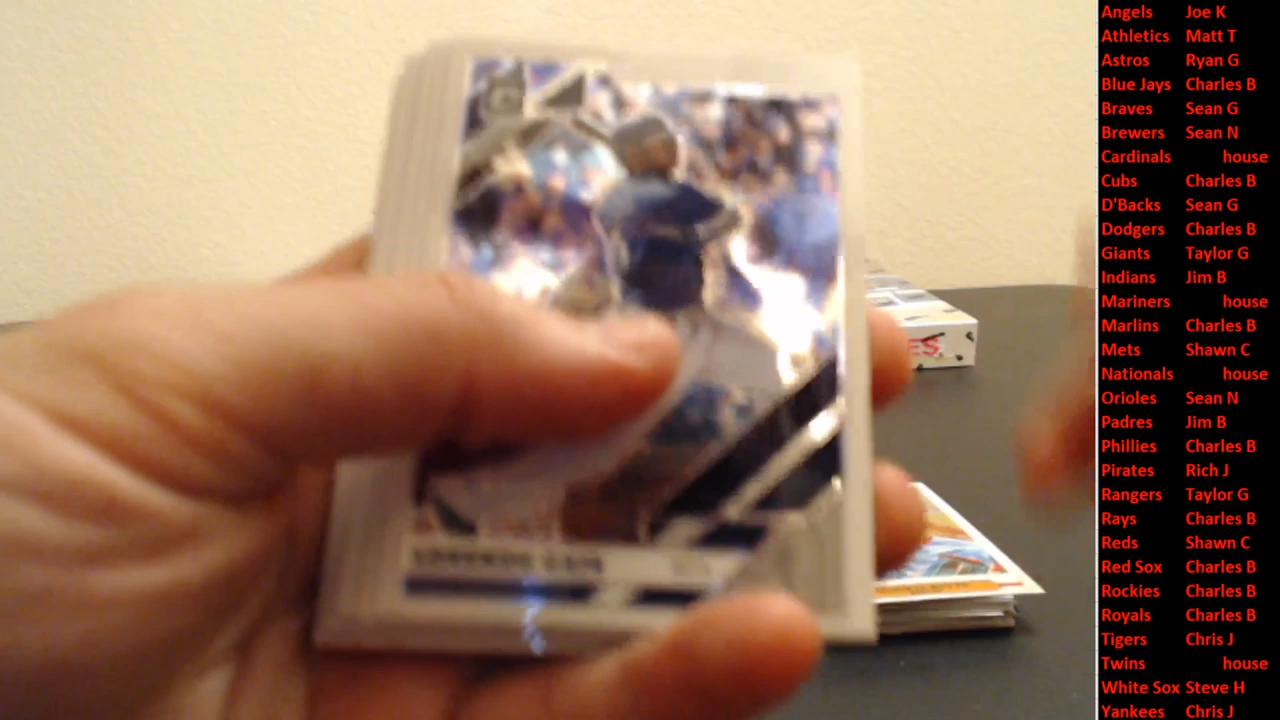 LORENZO CAIN
ES
Angels Joe K
Athletics Matt T
Astros Ryan G
Blue Jays Charles B
Braves Sean G
Brewers Sean N
Cardinals house
Cubs Charles B
D'Backs Sean G
Dodgers Charles B
Giants Taylor G
Indians Jim B
Mariners house
Marlins Charles B
Mets Shawn C
Nationals house
Orioles Sean N
Padres Jim B
Phillies Charles B
Pirates Rich J
Rangers Taylor G
Rays Charles B
Reds Shawn C
Red Sox Charles B
Rockies Charles B
Royals Charles B
Tigers Chris J
Twins house
White Sox Steve H
Yankees Chris J